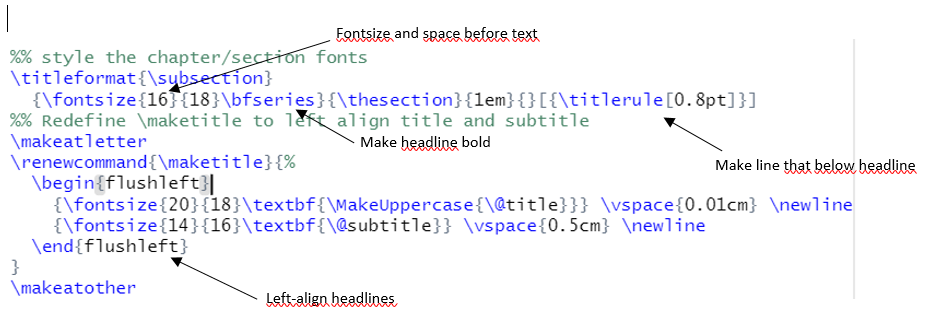 Fontsize and space before text
%% style the chapter/section fonts
\titleformat{\subsection}
{\fontsize{16}{18}\bfseries}{\thesection}{1em}{}[{\titlerule[0.8pt]}]
%% Redefine \maketitle to left align title and subtitle
\makeatletter
Make headline bold
\renewcommand{\maketitle}{%
Make line that below headline
\begin{flushleft}
{\fontsize{20}{18}\textbf{\MakeUppercase{\@title}}} \vspace{0.01cm} \newline
{\fontsize{14}{16}\textbf{\@subtitle}} \vspace{0.5cm} \newline
\end{flushleft}
}
\makeatother
Left-align headlines